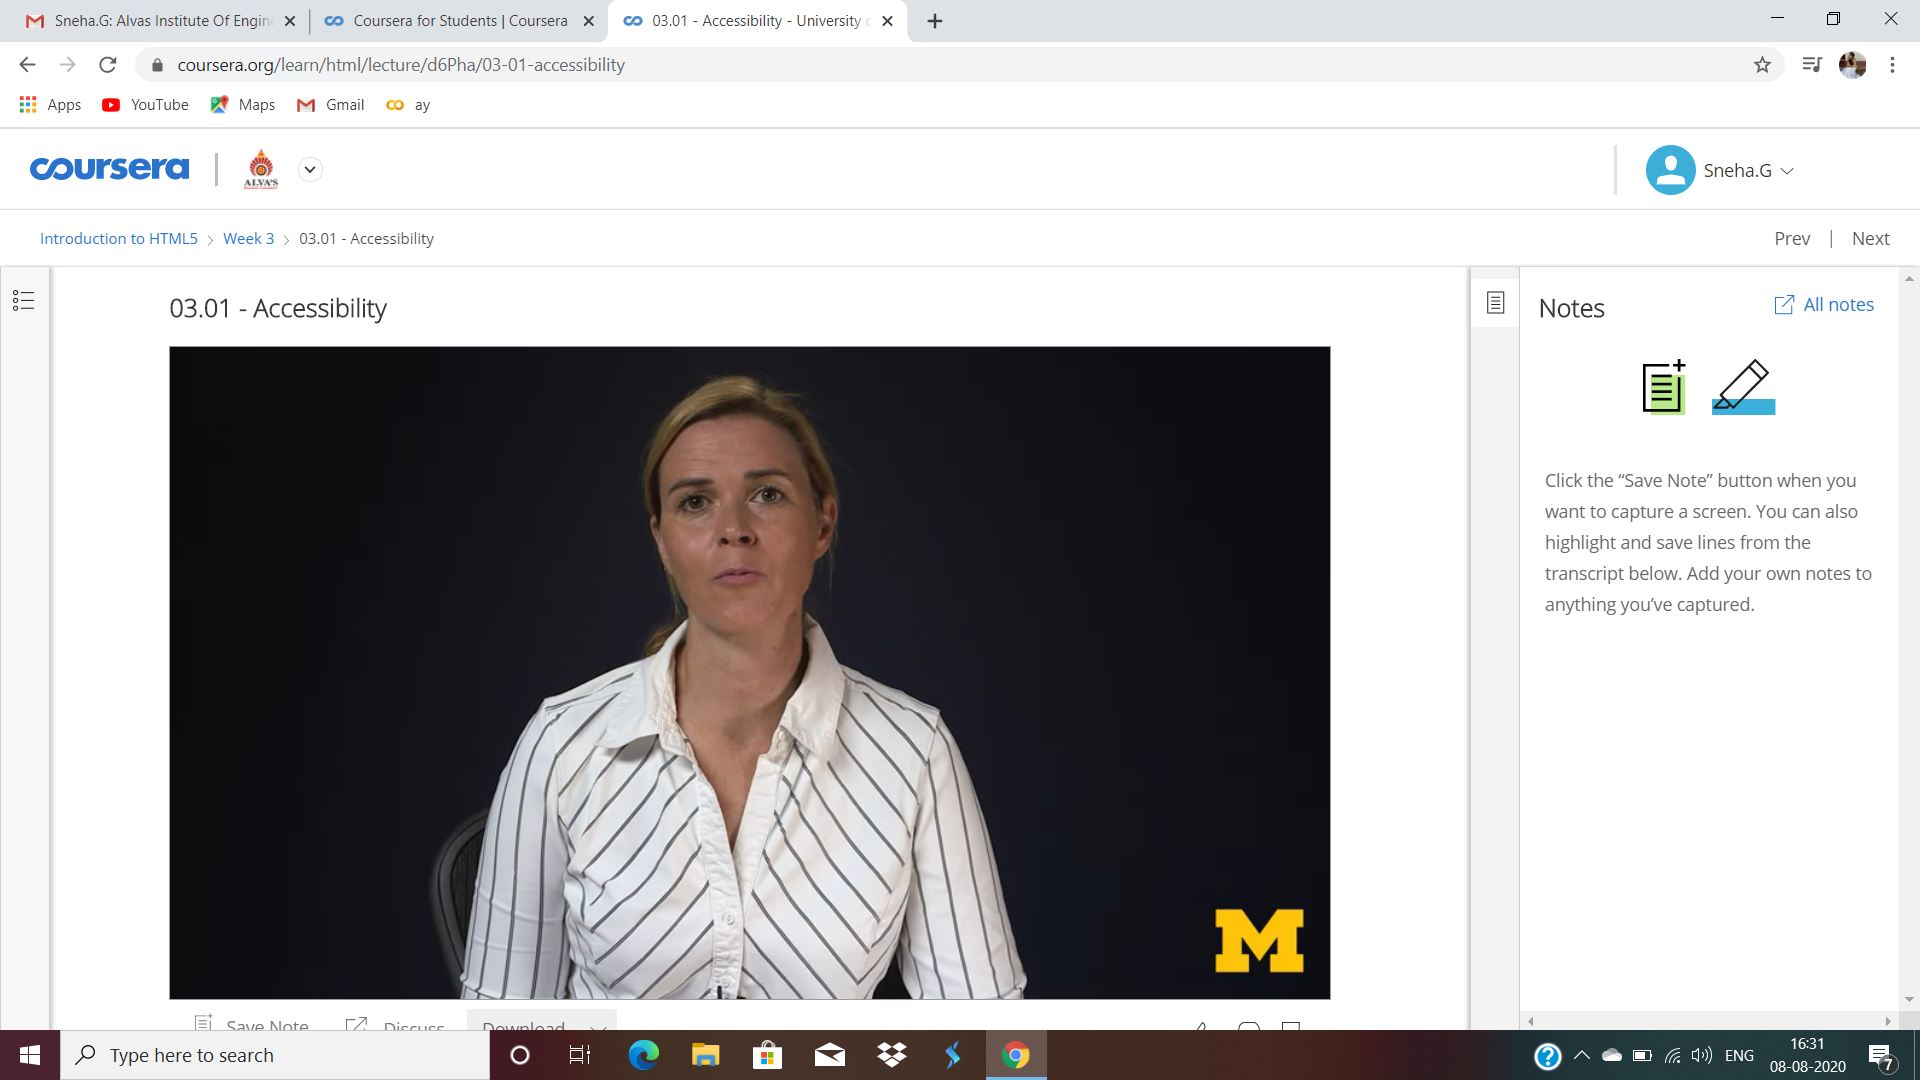 Sneha.G: Alvas Institute Of Engine
Coursera for Students | Coursera
03.01 - Accessibility - University o
coursera.org/learn/html/lecture/d6Pha/03-01-accessibility
Apps
YouTube
Maps
Gmail
ay
coursera
ALVA'S
Sneha.G
Introduction to HTML5
Week 3
03.01 - Accessibility
Prev
Next
03.01 - Accessibility
Notes
All notes
Click the “Save Note” button when you
want to capture a screen. You can also
highlight and save lines from the
transcript below. Add your own notes to
anything you’ve captured.
M
Save Note
Discuss
Download
Type here to search
ENG
16:31
08-08-2020
7